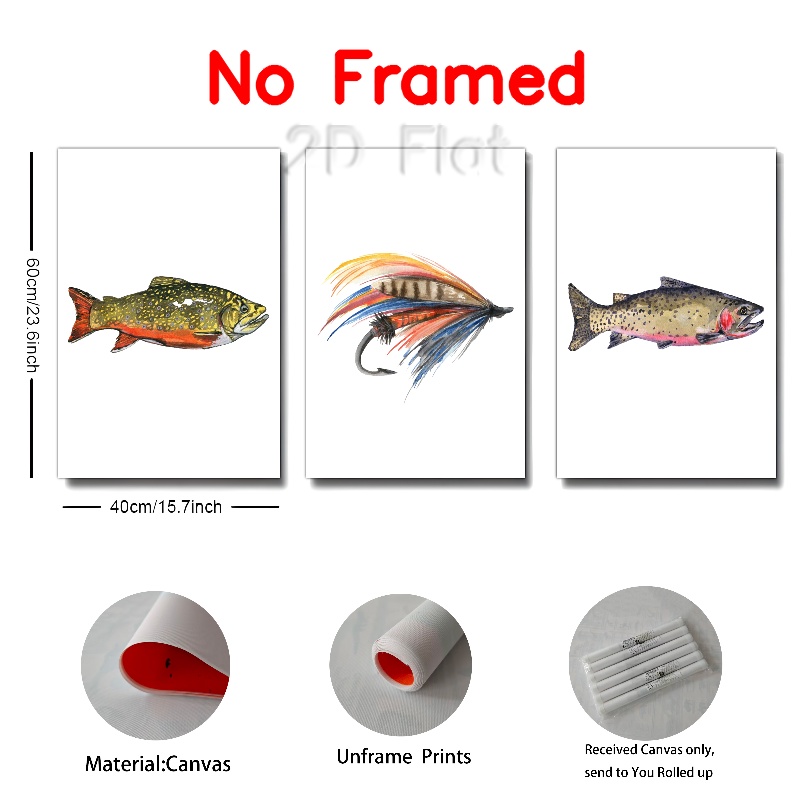 No Framed
2D Flat
60cm/23.6inch
40cm/15.7inch
Material:Canvas
Unframe Prints
Received Canvas only,
send to You Rolled up